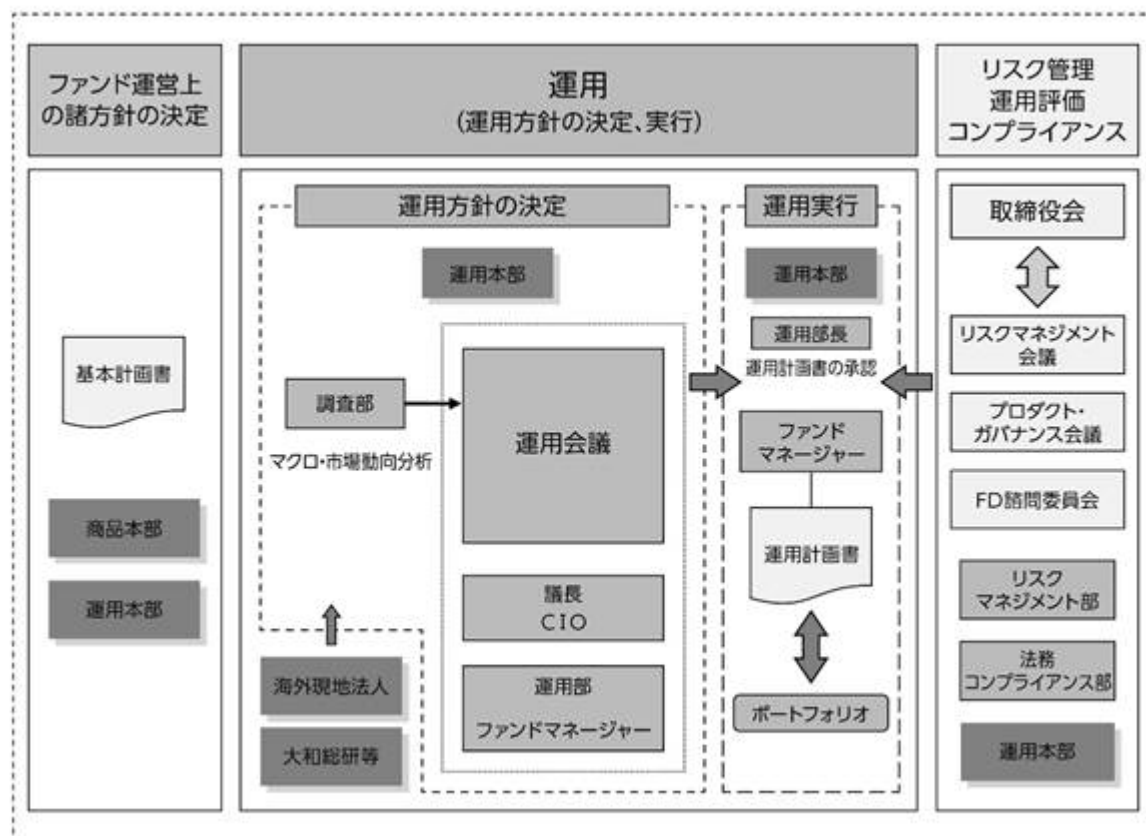 ファンド運営上
の諸方針の決定
運用
(運用方針の決定、実行)
リスク管理
運用評価
コンプライアンス
基本計画書
商品本部
運用本部
運用方針の決定
運用本部
調査部
マクロ・市場動向分析
運用会議
議長
CIO
運用部
ファンドマネージャー
海外現地法人
大和総研等
運用実行
運用本部
運用部長
運用計画書の承認
ファンド
マネージャー
運用計画書
ポートフォリオ
取締役会
リスクマネジメント
会議
プロダクト・
ガバナンス会議
FD諮問委員会
リスク
マネジメント部
法務
コンプライアンス部
運用本部